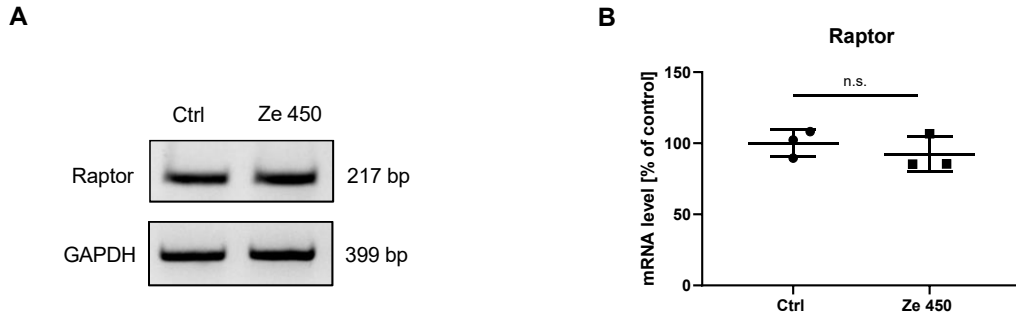 A
Ctrl Ze 450
Raptor 217 bp
GAPDH 399 bp
B
Raptor
n.s.
150
100
50
0
mRNA level [% of control]
Ctrl Ze 450